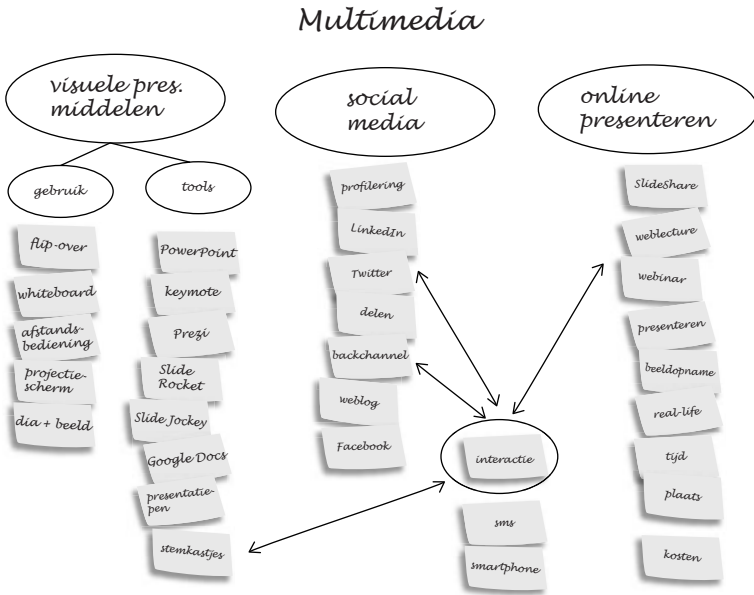 Multimedia
visuele pres.
middelen
gebruik
flip-over
whiteboard
afstands-
bediening
projectie-
scherm
dia + beeld
tools
PowerPoint
keymote
Prezi
Slide
Rocket
Slide Jockey
Google Docs
presentatie-
pen
stemkastjes
social
media
profilering
LinkedIn
Twitter
delen
backchannel
weblog
Facebook
interactie
sms
smartphone
online
presenteren
SlideShare
weblecture
webinar
presenteren
beeldopname
real-life
tijd
plaats
kosten